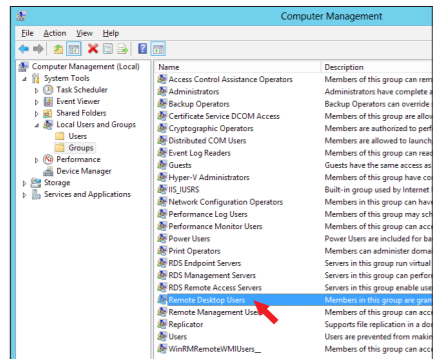 Computer Management
File Action View Help
Computer Management (Local)
System Tools
Task Scheduler
Event Viewer
Shared Folders
Local Users and Groups
Users
Groups
Performance
Device Manager
Storage
Services and Applications
Name Description
Access Control Assistance Operators Members of this group can rem
Administrators Administrators have complete a
Backup Operators Backup Operators can override
Certificate Service DCOM Access Members of this group are allow
Cryptographic Operators Members are authorized to perf
Distributed COM Users Members are allowed to launch,
Event Log Readers Members of this group can read
Guests Guests have the same access as
Hyper-V Administrators Members of this group have co
IIS_IUSRS Built-in group used by Internet
Network Configuration Operators Members in this group can have
Performance Log Users Members of this group may sch
Performance Monitor Users Members of this group can acc
Power Users Power Users are included for ba
Print Operators Members can administer domai
RDS Endpoint Servers Servers in this group run virtual
RDS Management Servers Servers in this group can perfor
RDS Remote Access Servers Servers in this group enable use
Remote Desktop Users Members in this group are gran
Remote Management Users Members of this group can acce
Replicator Supports file replication in a do
Users Users are prevented from makin
WinRMRemoteWMIUsers__ Members of this group can acce